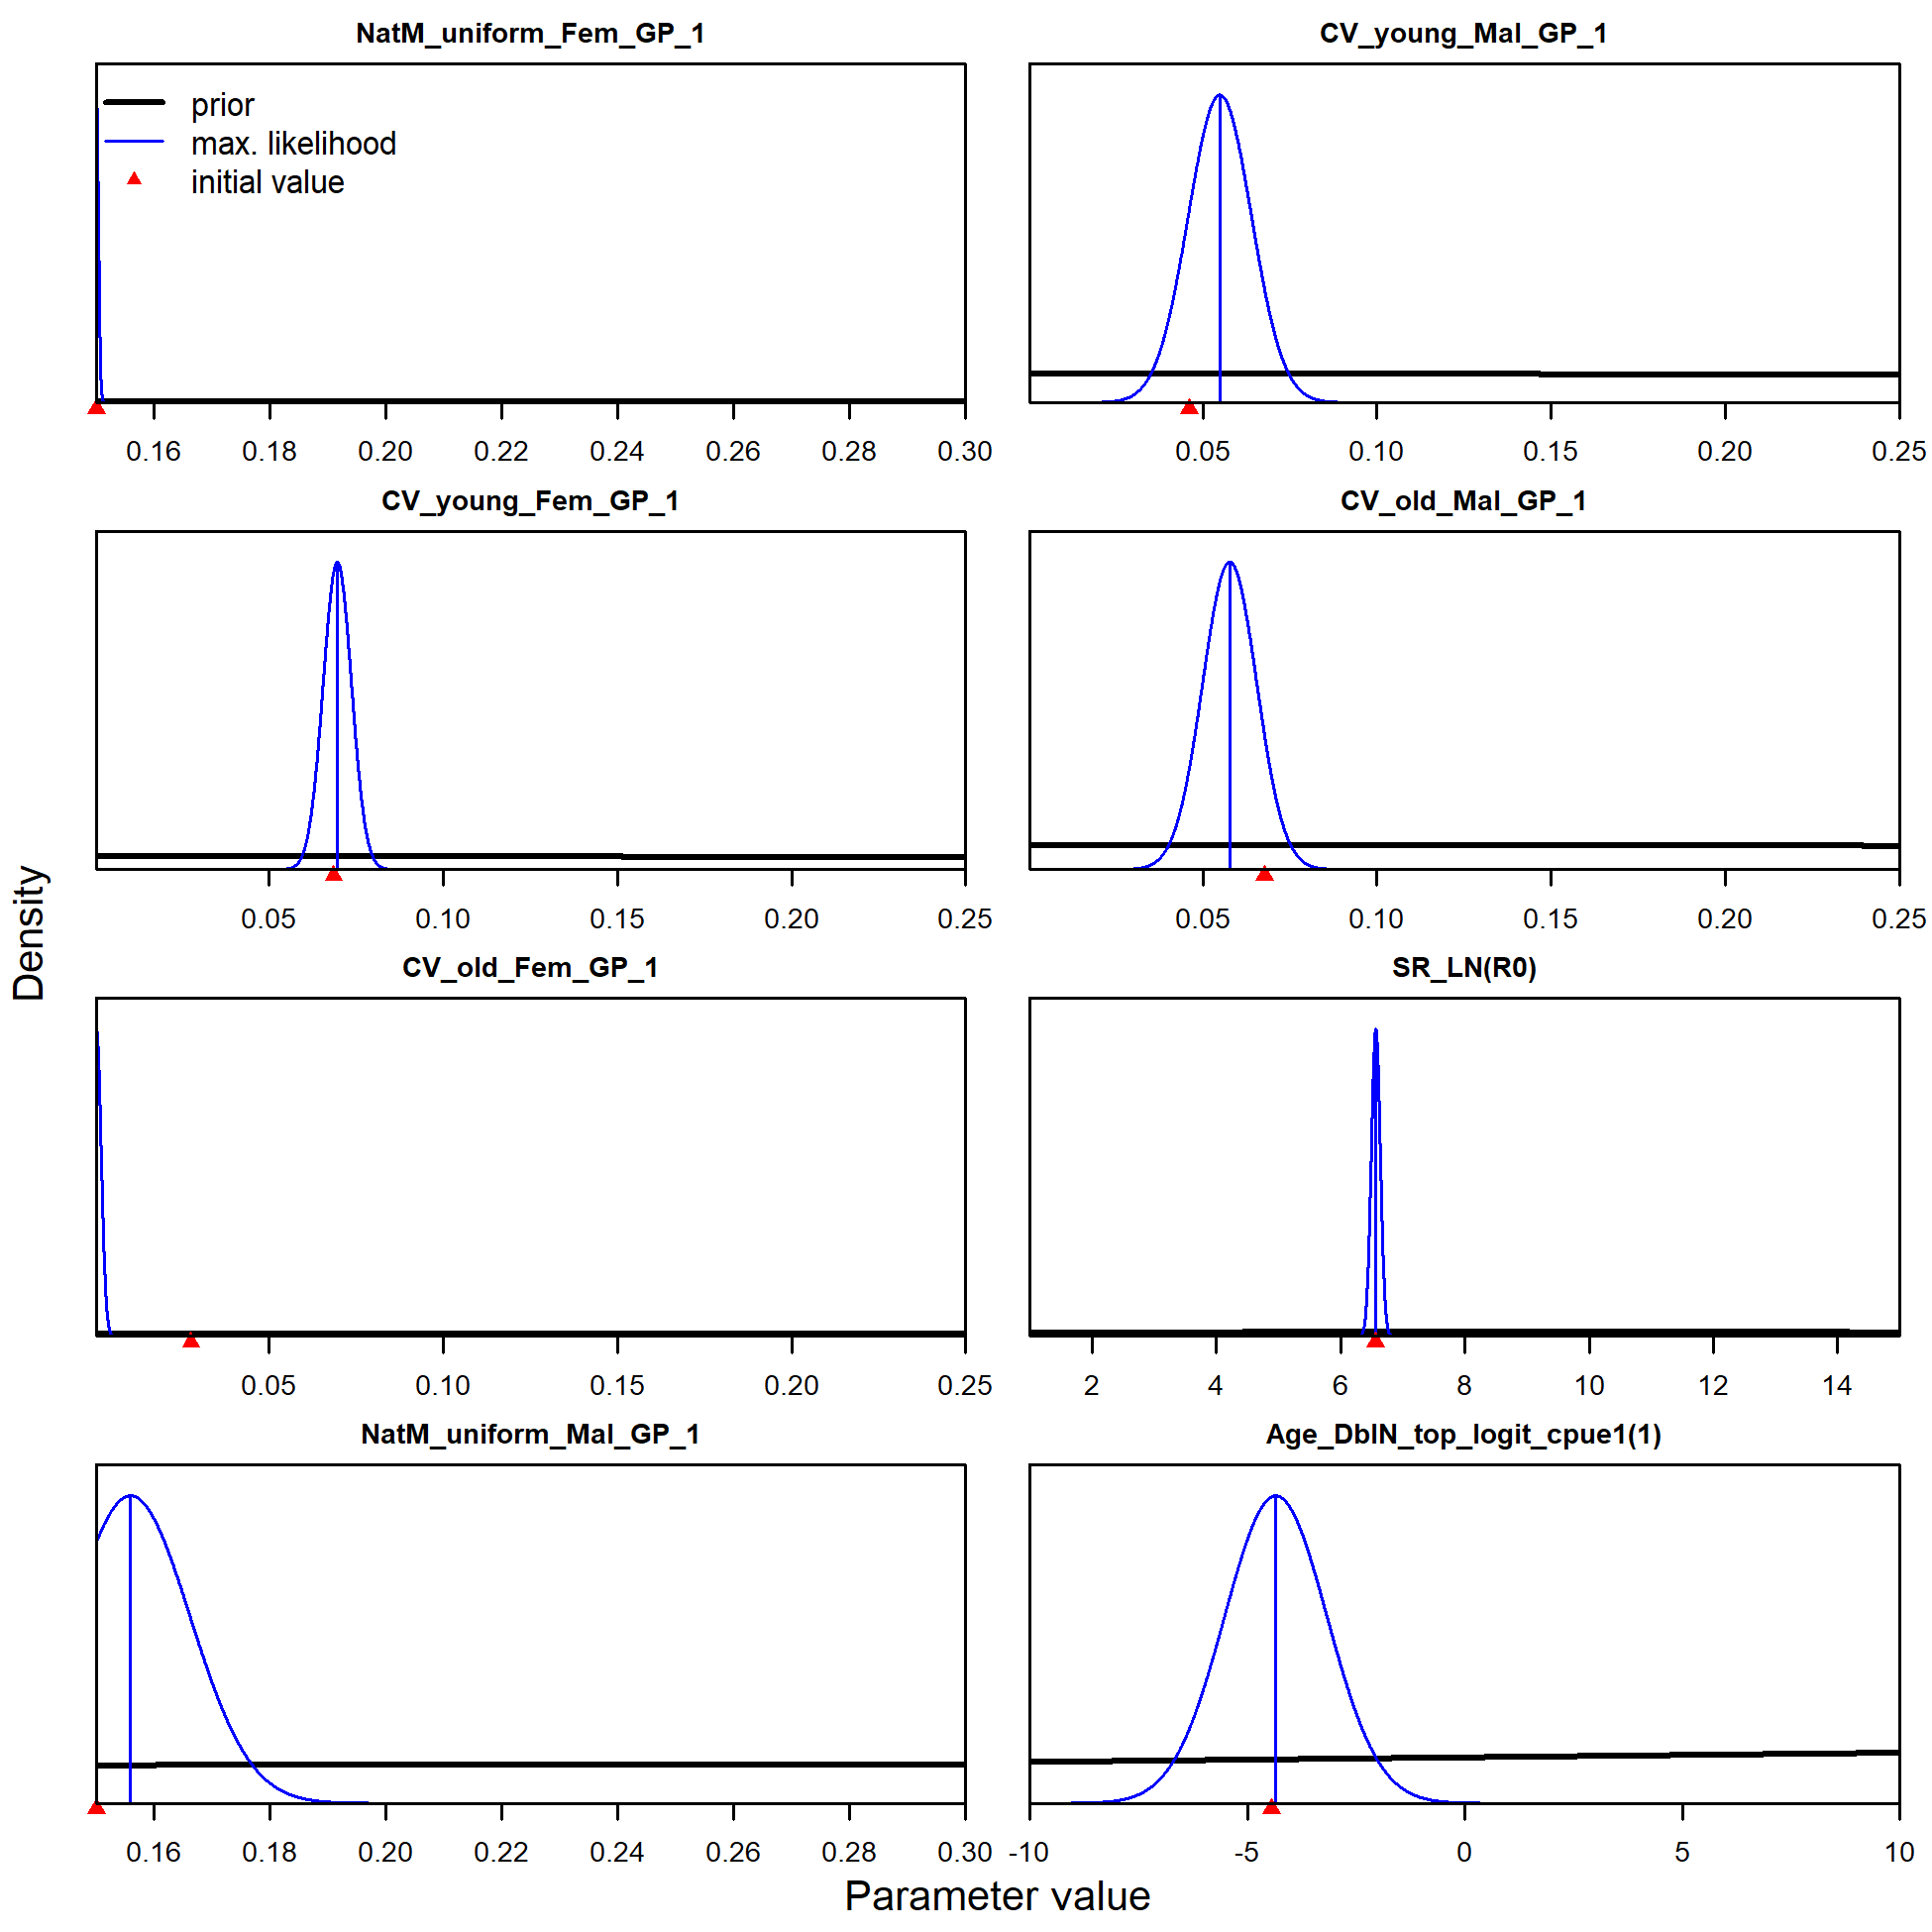 NatM_uniform_Fem_GP_1
prior
max. likelihood
initial value
0.16 0.18 0.20 0.22 0.24 0.26 0.28 0.30
CV_young_Mal_GP_1
0.05 0.10 0.15 0.20 0.25
CV_young_Fem_GP_1
0.05 0.10 0.15 0.20 0.25
CV_old_Mal_GP_1
0.05 0.10 0.15 0.20 0.25
CV_old_Fem_GP_1
0.05 0.10 0.15 0.20 0.25
SR_LN(R0)
2 4 6 8 10 12 14
NatM_uniform_Mal_GP_1
0.16 0.18 0.20 0.22 0.24 0.26 0.28 0.30
Age_DblN_top_logit_cpue1(1)
-10 -5 0 5 10
Density
Parameter value